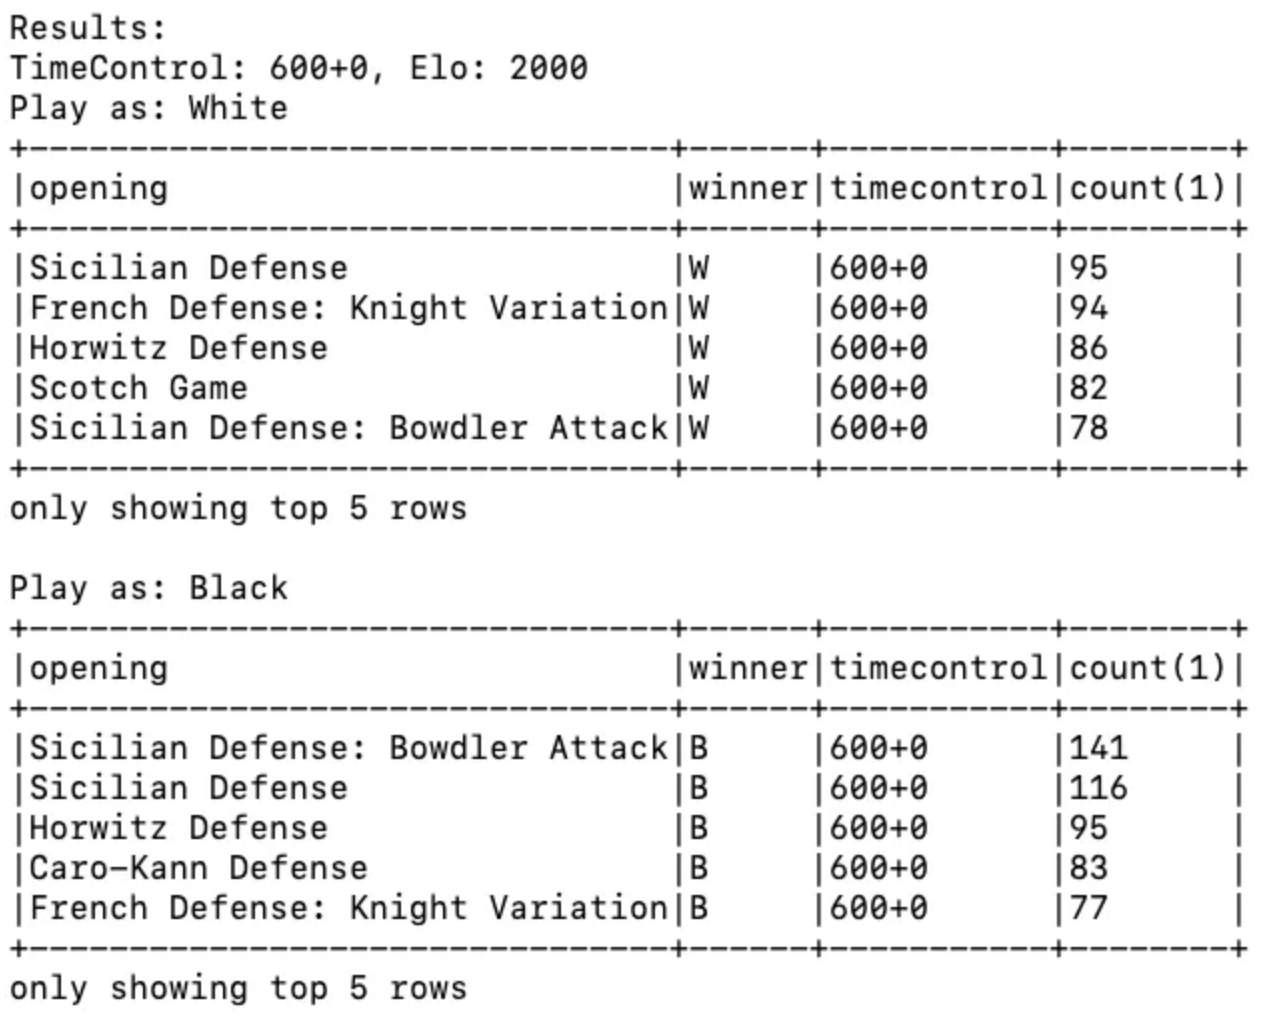 Results:
TimeControl: 600+0, Elo: 2000
Play as: White
+--------------------------------+------+-----------+--------+
|opening                         |winner|timecontrol|count(1)|
+--------------------------------+------+-----------+--------+
|Sicilian Defense                |W     |600+0      |95      |
|French Defense: Knight Variation|W     |600+0      |94      |
|Horwitz Defense                 |W     |600+0      |86      |
|Scotch Game                     |W     |600+0      |82      |
|Sicilian Defense: Bowdler Attack|W     |600+0      |78      |
+--------------------------------+------+-----------+--------+
only showing top 5 rows

Play as: Black
+--------------------------------+------+-----------+--------+
|opening                         |winner|timecontrol|count(1)|
+--------------------------------+------+-----------+--------+
|Sicilian Defense: Bowdler Attack|B     |600+0      |141     |
|Sicilian Defense                |B     |600+0      |116     |
|Horwitz Defense                 |B     |600+0      |95      |
|Caro-Kann Defense               |B     |600+0      |83      |
|French Defense: Knight Variation|B     |600+0      |77      |
+--------------------------------+------+-----------+--------+
only showing top 5 rows